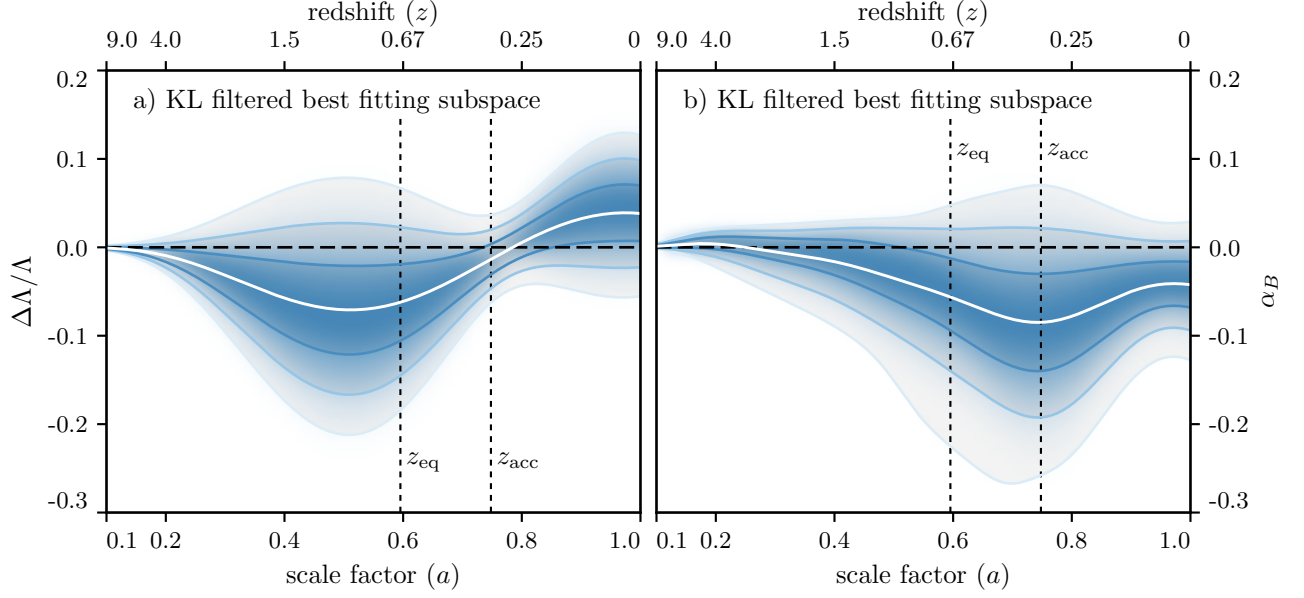 redshift (z)
9.0 4.0 1.5 0.67 0.25 0
a) KL filtered best fitting subspace
0.2
0.1
0.0
-0.1
-0.2
-0.3
ΔΛ/Λ
z_eq
z_acc
0.1 0.2 0.4 0.6 0.8 1.0
scale factor (a)
redshift (z)
9.0 4.0 1.5 0.67 0.25 0
b) KL filtered best fitting subspace
z_eq
z_acc
0.2
0.1
0.0
-0.1
-0.2
-0.3
α_B
0.1 0.2 0.4 0.6 0.8 1.0
scale factor (a)